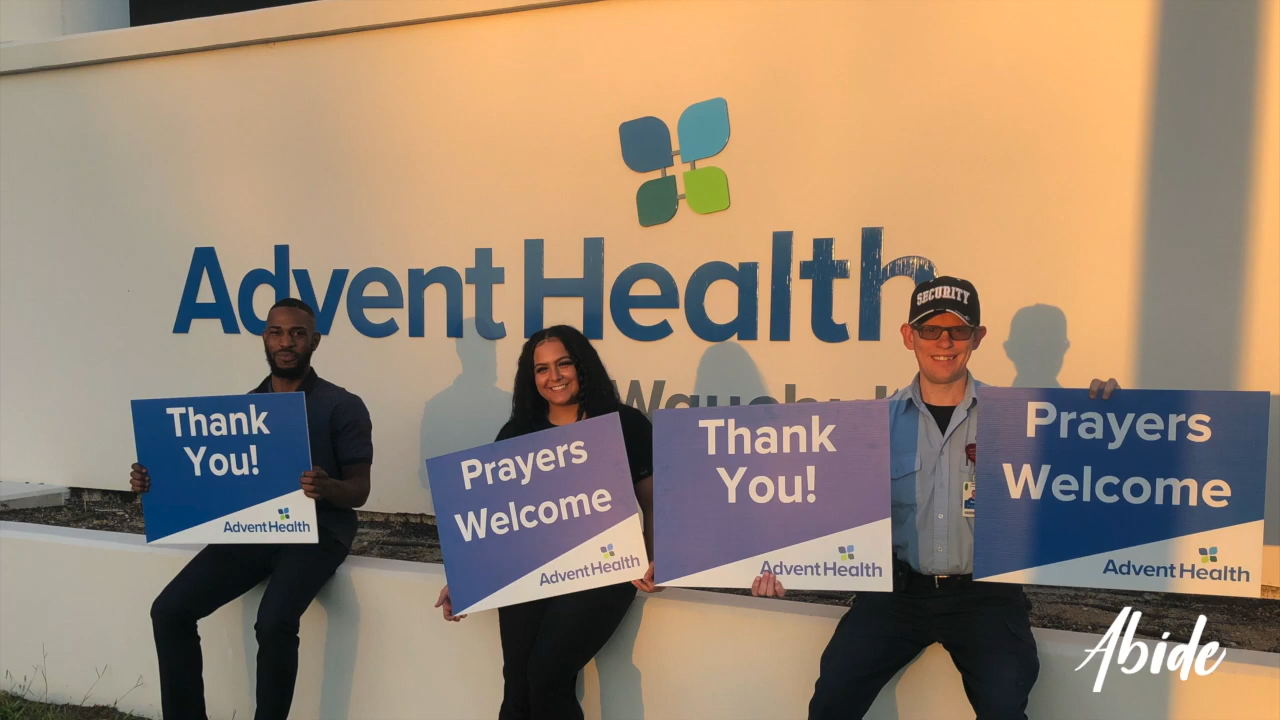 AdventHealth
SECURITY
Thank
You!
AdventHealth
Prayers
Welcome
AdventHealth
Thank
You!
AdventHealth
Prayers
Welcome
AdventHealth
Abide